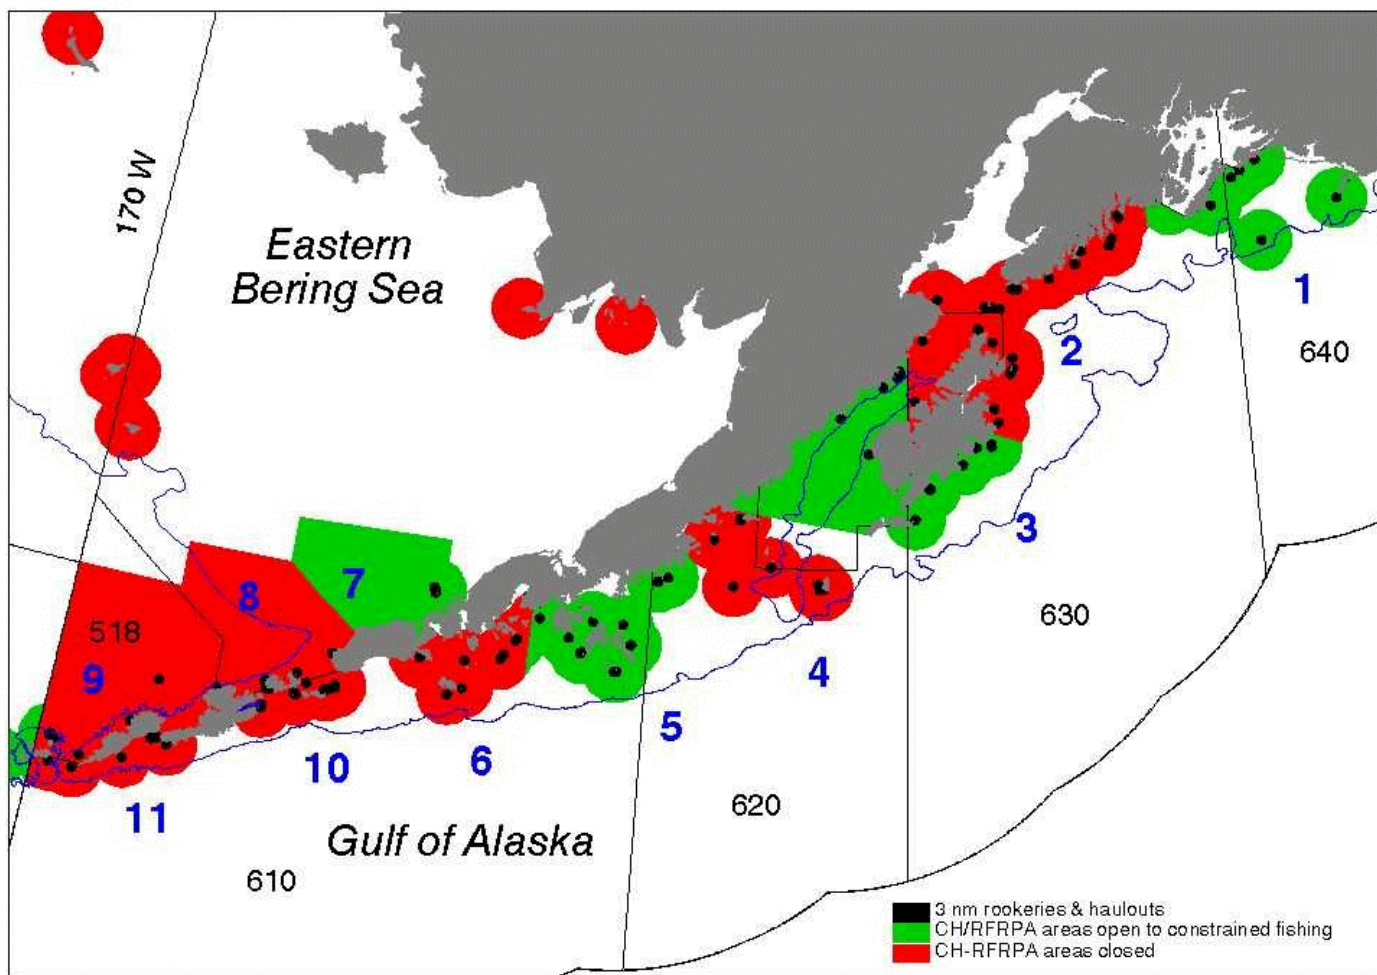 170 W
Eastern
Bering Sea
1
2
640
3
7
8
630
518
9
4
5
6
10
11
620
Gulf of Alaska
610
3 nm rookeries & haulouts
CH/RFRPA areas open to constrained fishing
CH-RFRPA areas closed